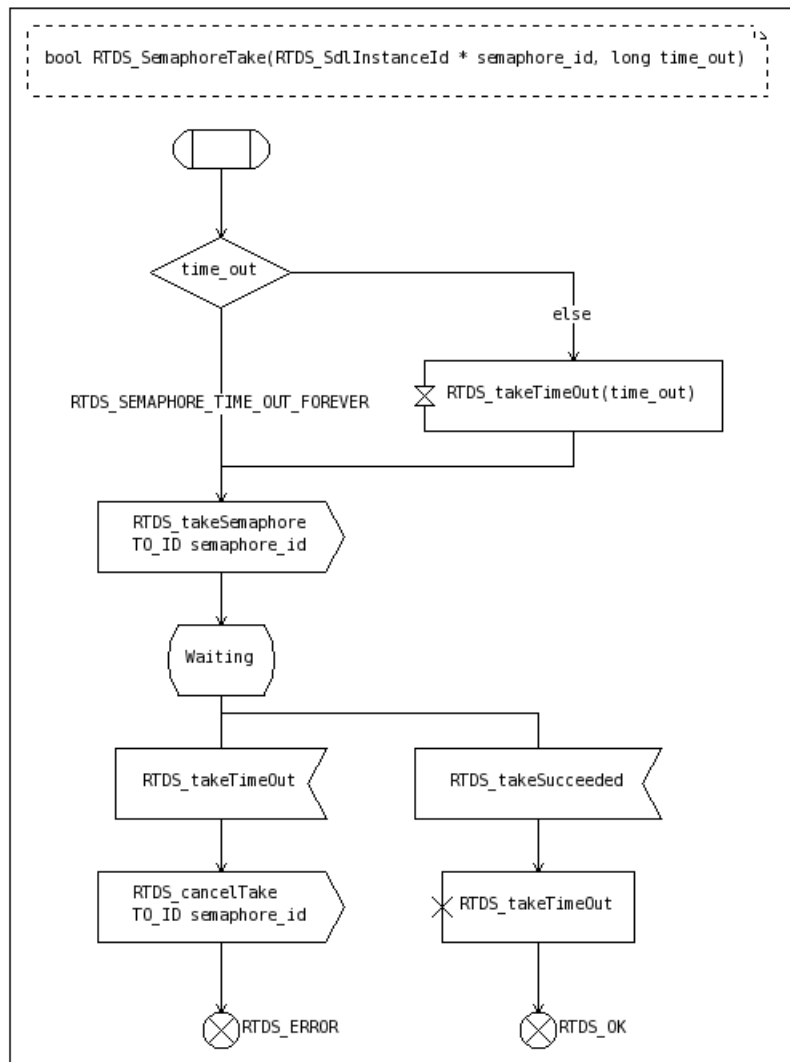 bool RTDS_SemaphoreTake(RTDS_SdlInstanceId * semaphore_id, long time_out)
time_out
else
RTDS_takeTimeOut(time_out)
RTDS_SEMAPHORE_TIME_OUT_FOREVER
RTDS_takeSemaphore
TO_ID semaphore_id
Waiting
RTDS_takeTimeOut
RTDS_takeSucceeded
RTDS_cancelTake
TO_ID semaphore_id
RTDS_takeTimeOut
RTDS_ERROR
RTDS_OK